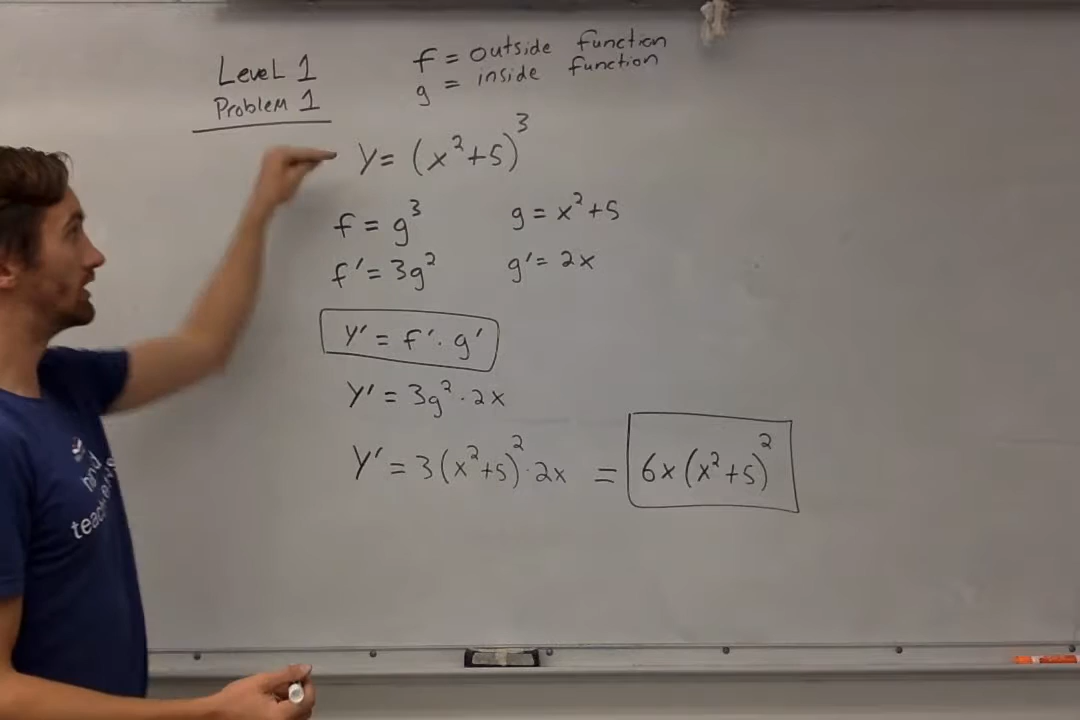 Level 1
Problem 1
f = outside function
g = inside function
y = (x²+5)³
f = g³
g = x²+5
f' = 3g²
g' = 2x
y' = f' · g'
y' = 3g² · 2x
y' = 3(x²+5)² · 2x = 6x(x²+5)²